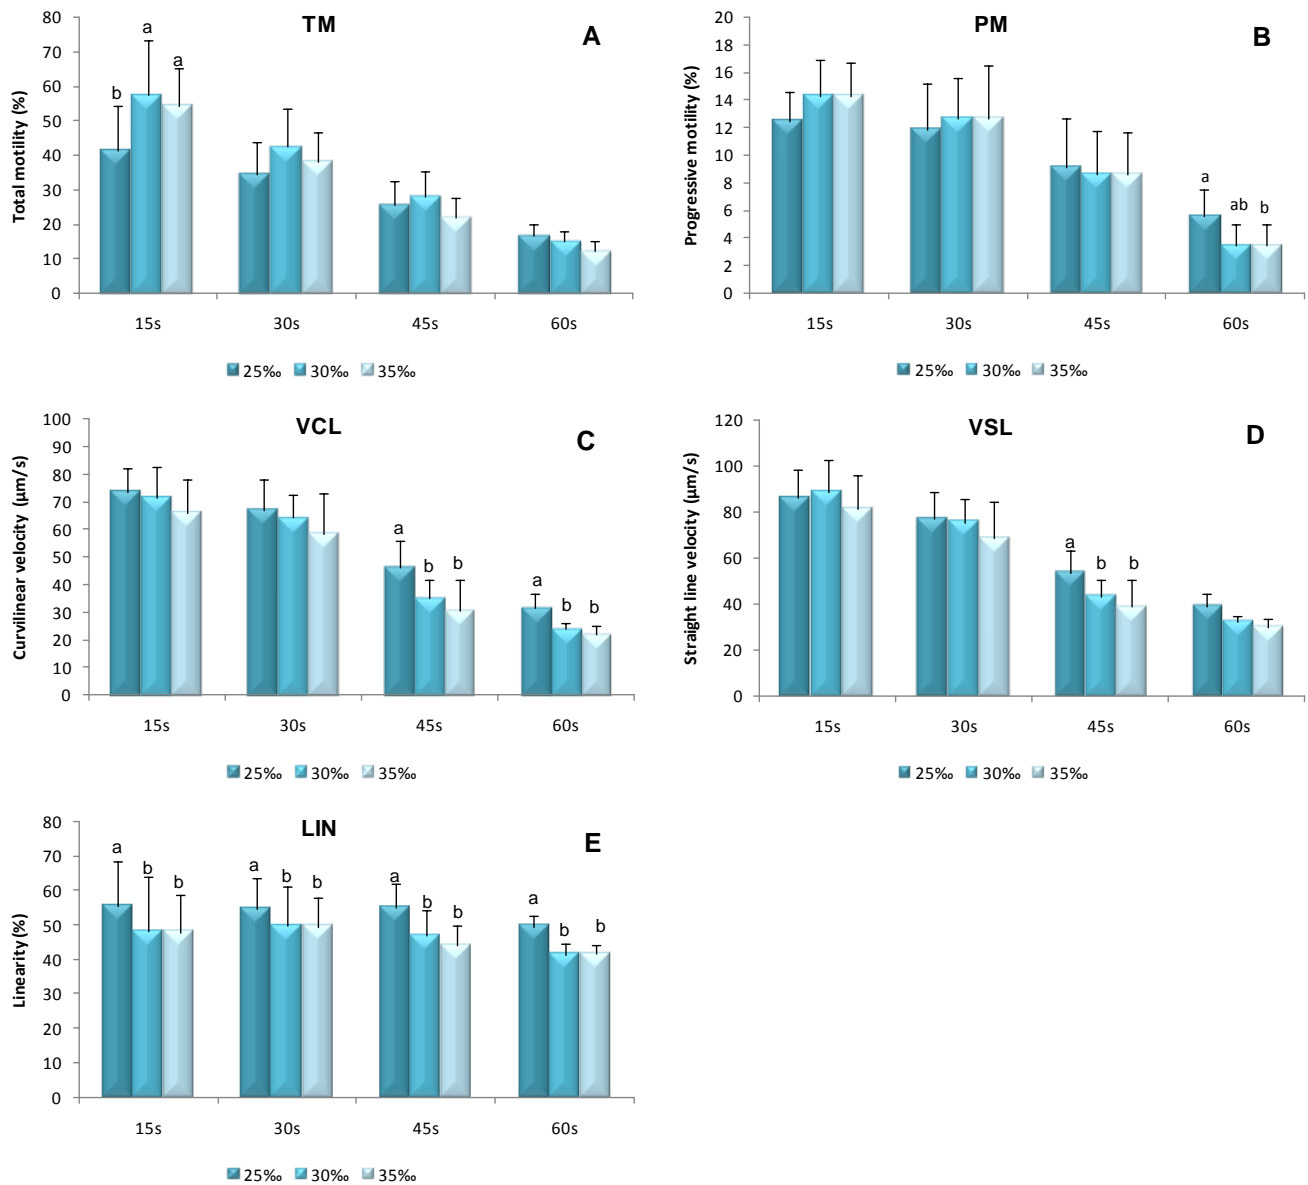 TM
A
Total motility (%)
80
70
60
50
40
30
20
10
0
b
a
a
15s 30s 45s 60s
25‰ 30‰ 35‰
PM
B
Progressive motility (%)
20
18
16
14
12
10
8
6
4
2
0
a
ab b
15s 30s 45s 60s
25‰ 30‰ 35‰
VCL
C
Curvilinear velocity (µm/s)
100
90
80
70
60
50
40
30
20
10
0
a b b
a b b
15s 30s 45s 60s
25‰ 30‰ 35‰
VSL
D
Straight line velocity (µm/s)
120
100
80
60
40
20
0
a b b
15s 30s 45s 60s
25‰ 30‰ 35‰
LIN
E
Linearity (%)
80
70
60
50
40
30
20
10
0
a b b
a b b
a b b
a b b
15s 30s 45s 60s
25‰ 30‰ 35‰